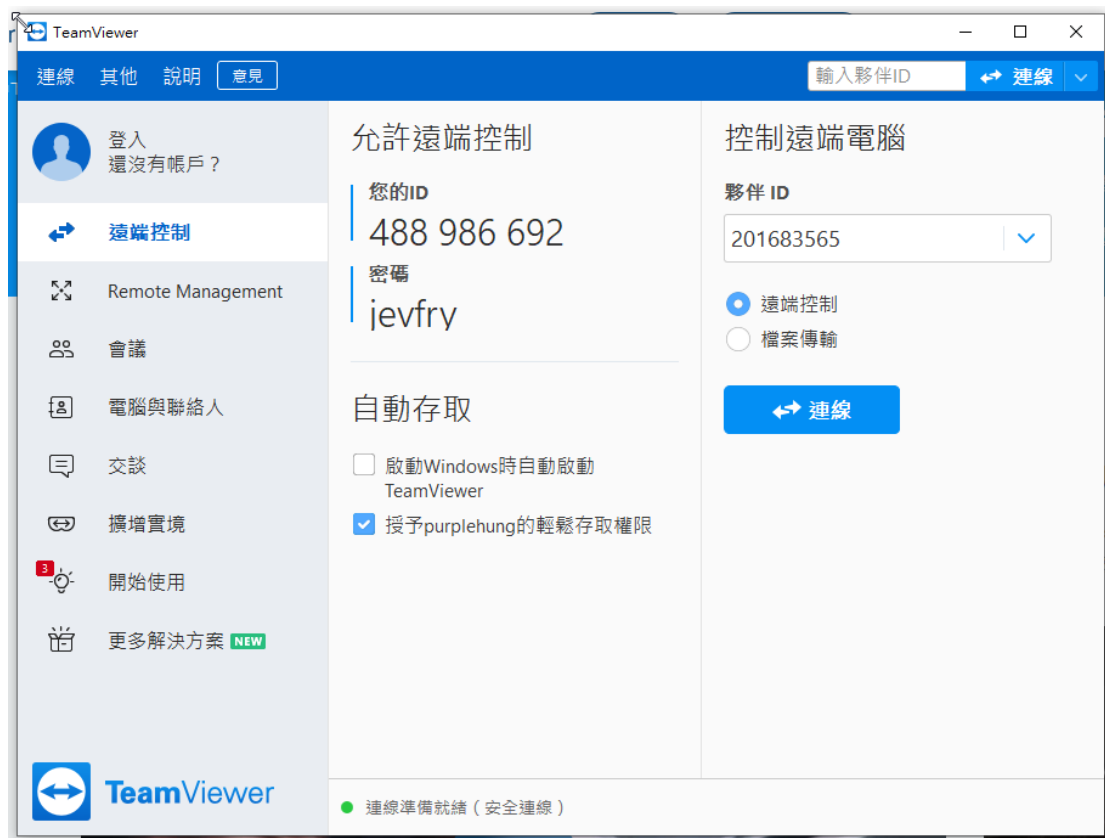 TeamViewer
連線 其他 說明 意見
輸入夥伴ID 連線
登入
還沒有帳戶？
遠端控制
Remote Management
會議
電腦與聯絡人
交談
擴增實境
3
開始使用
更多解決方案 NEW
TeamViewer
允許遠端控制
您的ID
488 986 692
密碼
jevfry
自動存取
啟動Windows時自動啟動
TeamViewer
授予purplehung的輕鬆存取權限
控制遠端電腦
夥伴 ID
201683565
遠端控制
檔案傳輸
連線
連線準備就緒（安全連線）